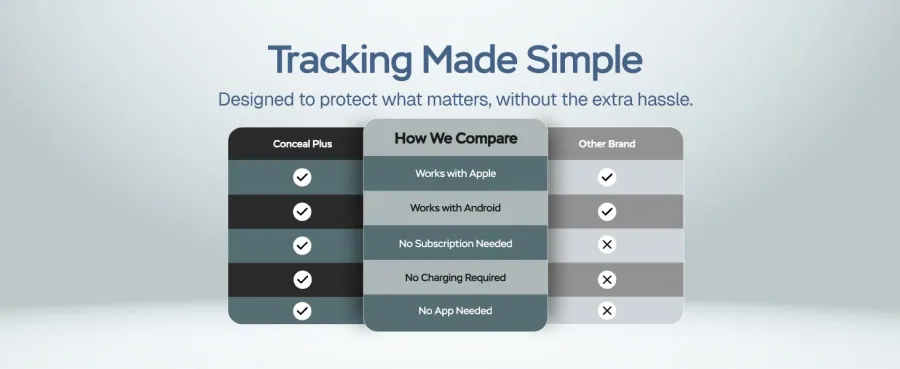 Tracking Made Simple
Designed to protect what matters, without the extra hassle.
Conceal Plus
How We Compare
Other Brand
Works with Apple
Works with Android
No Subscription Needed
No Charging Required
No App Needed